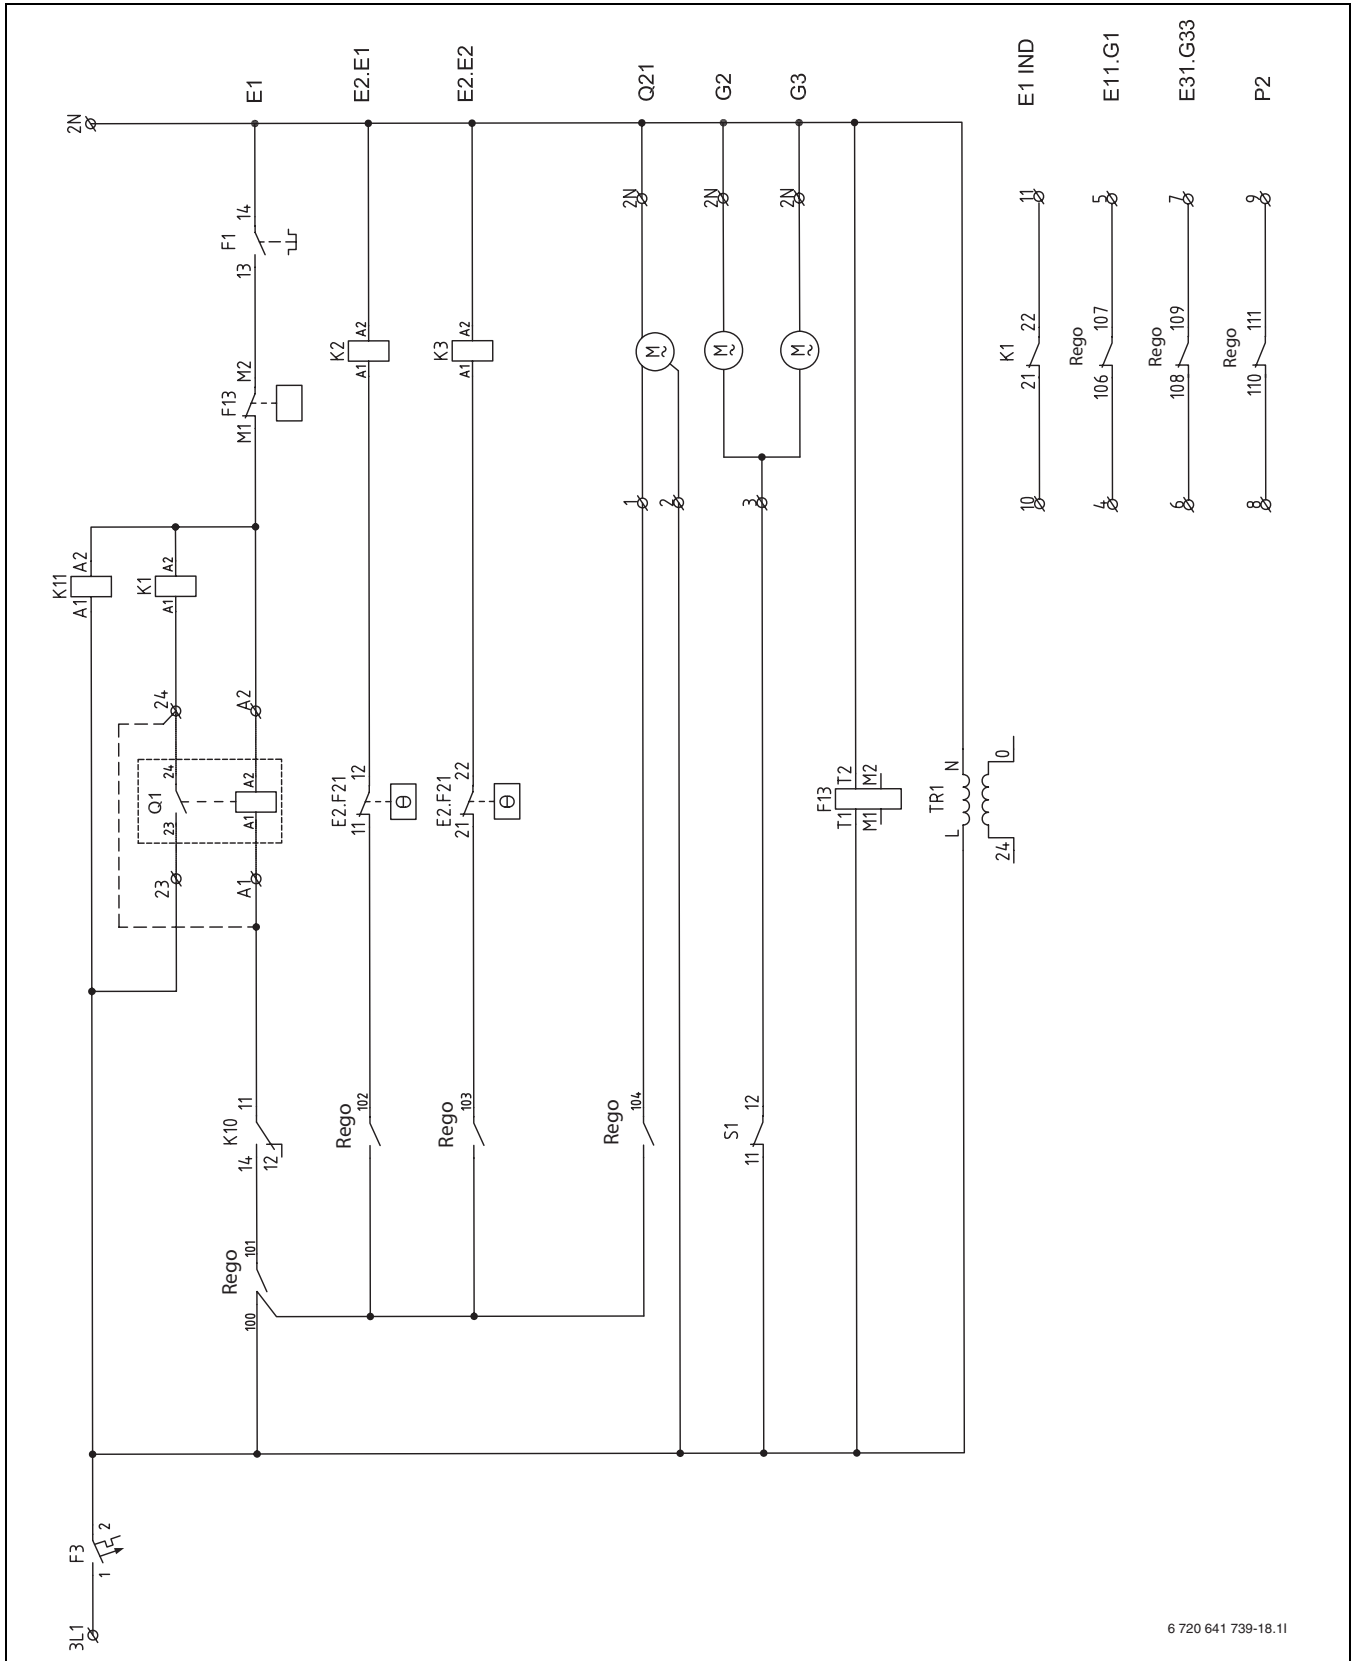 E1
E2.E1
E2.E2
Q21
G2
G3
E1 IND
E11.G1
E31.G33
P2
2N
14
F1
13
M2
F13
M1
K2
A1
A2
K3
A1
A2
2N
M
2N
M
2N
M
1
2
3
11
22
K1
21
10
5
107
Rego
106
4
7
109
Rego
108
6
9
111
Rego
110
8
K11
A1
A2
K1
A1
A2
24
A2
Q1
24
23
A2
A1
23
A1
12
E2.F21
11
θ
22
E2.F21
21
θ
F13
T1
T2
M1
M2
TR1
N
L
0
24
11
K10
14
12
Rego
102
Rego
103
Rego
104
S1
12
11
Rego
101
100
F3
2
1
3L1
6 720 641 739-18.1I